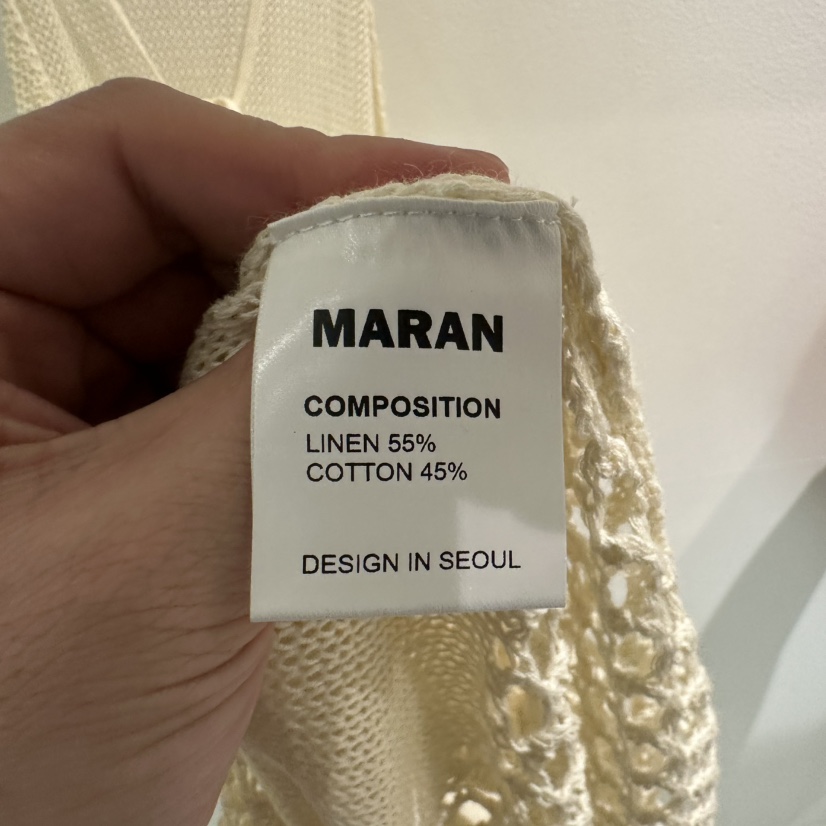 MARAN
COMPOSITION
LINEN 55%
COTTON 45%
DESIGN IN SEOUL